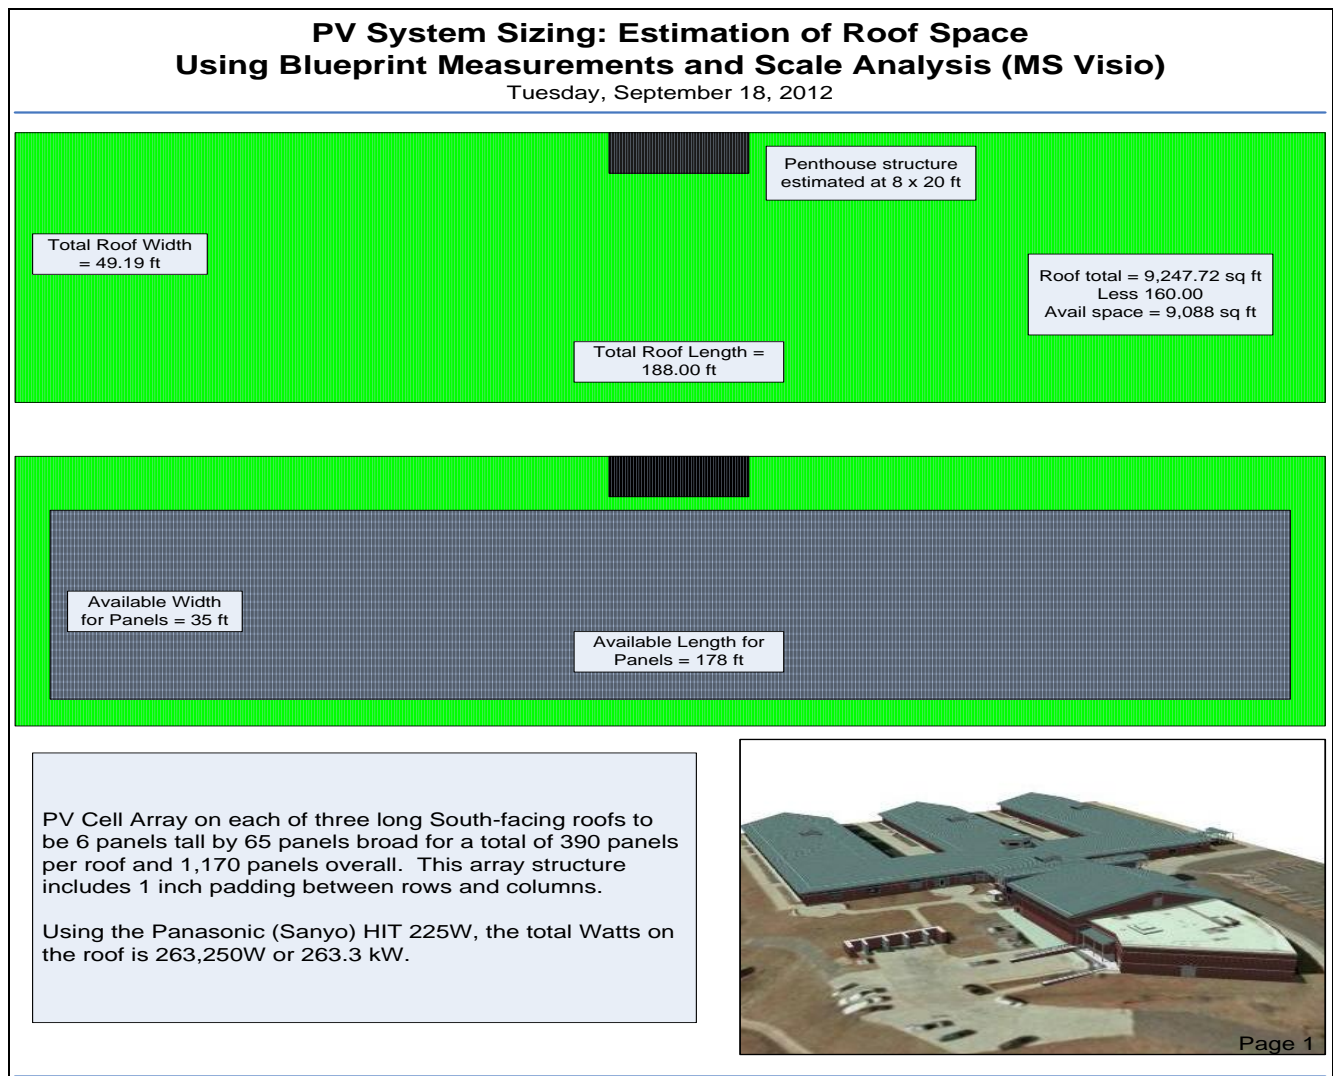 PV System Sizing: Estimation of Roof Space
Using Blueprint Measurements and Scale Analysis (MS Visio)
Tuesday, September 18, 2012
Penthouse structure
estimated at 8 x 20 ft
Total Roof Width
= 49.19 ft
Roof total = 9,247.72 sq ft
Less 160.00
Avail space = 9,088 sq ft
Total Roof Length =
188.00 ft
Available Width
for Panels = 35 ft
Available Length for
Panels = 178 ft
PV Cell Array on each of three long South-facing roofs to
be 6 panels tall by 65 panels broad for a total of 390 panels
per roof and 1,170 panels overall.  This array structure
includes 1 inch padding between rows and columns.
Using the Panasonic (Sanyo) HIT 225W, the total Watts on
the roof is 263,250W or 263.3 kW.
Page 1